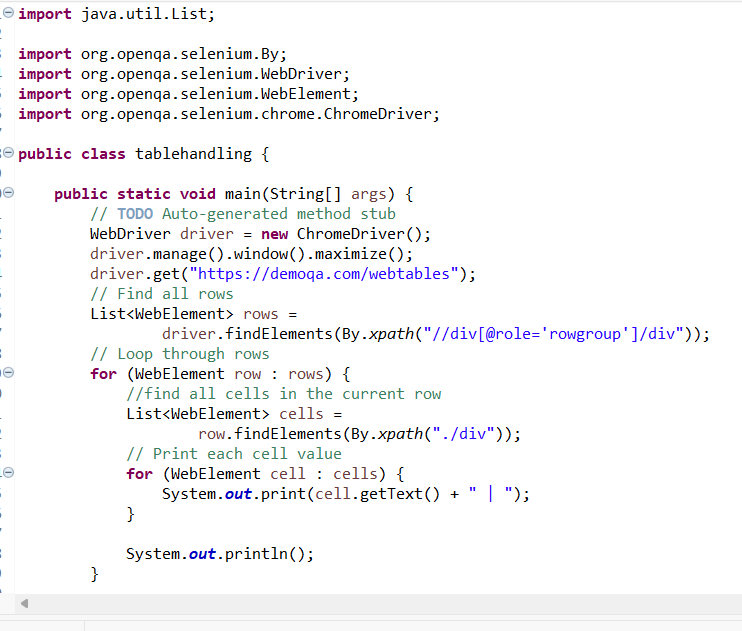 import java.util.List;
import org.openqa.selenium.By;
import org.openqa.selenium.WebDriver;
import org.openqa.selenium.WebElement;
import org.openqa.selenium.chrome.ChromeDriver;
public class tablehandling {
public static void main(String[] args) {
// TODO Auto-generated method stub
WebDriver driver = new ChromeDriver();
driver.manage().window().maximize();
driver.get("https://demoqa.com/webtables");
// Find all rows
List<WebElement> rows =
driver.findElements(By.xpath("//div[@role='rowgroup']/div"));
// Loop through rows
for (WebElement row : rows) {
//find all cells in the current row
List<WebElement> cells =
row.findElements(By.xpath("./div"));
// Print each cell value
for (WebElement cell : cells) {
System.out.print(cell.getText() + " | ");
}
System.out.println();
}